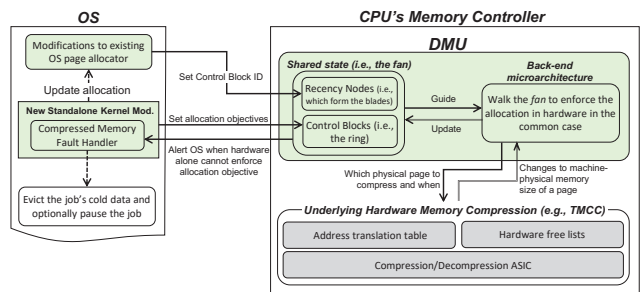 OS
Modifications to existing
OS page allocator
Update allocation
New Standalone Kernel Mod.
Compressed Memory
Fault Handler
Evict the job's cold data and
optionally pause the job
Set Control Block ID
Set allocation objectives
Alert OS when hardware
alone cannot enforce
allocation objective
CPU's Memory Controller
DMU
Shared state (i.e., the fan)
Recency Nodes (i.e.,
which form the blades)
Control Blocks (i.e.,
the ring)
Guide
Update
Back-end
microarchitecture
Walk the fan to enforce the
allocation in hardware in the
common case
Which physical page to
compress and when
Changes to machine-
physical memory
size of a page
Underlying Hardware Memory Compression (e.g., TMCC)
Address translation table
Hardware free lists
Compression/Decompression ASIC